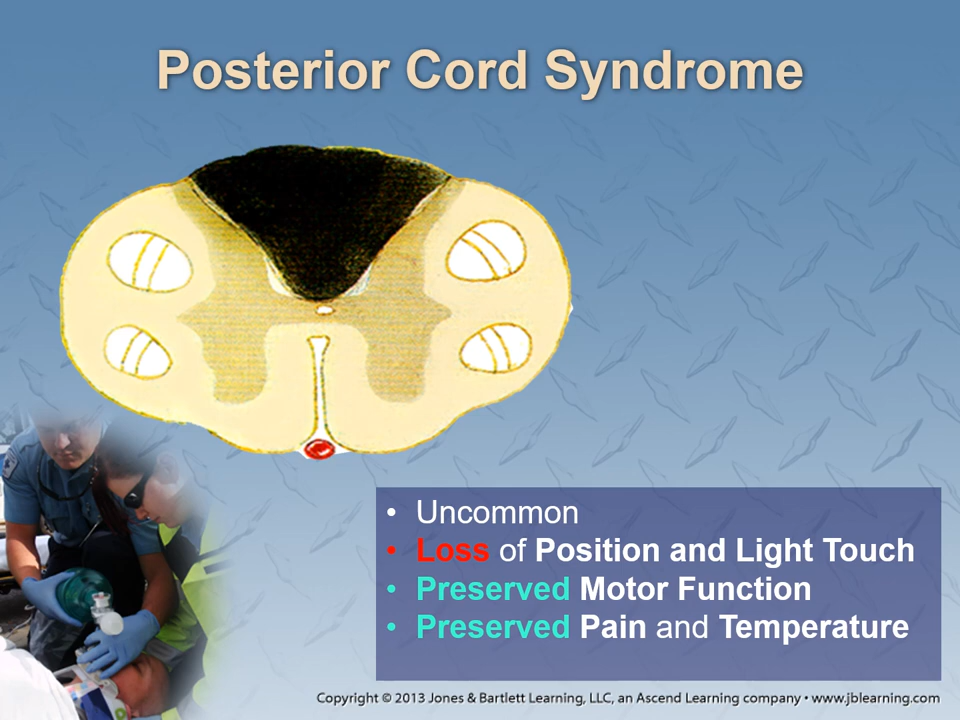 Posterior Cord Syndrome
• Uncommon
• Loss of Position and Light Touch
• Preserved Motor Function
• Preserved Pain and Temperature
Copyright © 2013 Jones & Bartlett Learning, LLC, an Ascend Learning company • www.jblearning.com